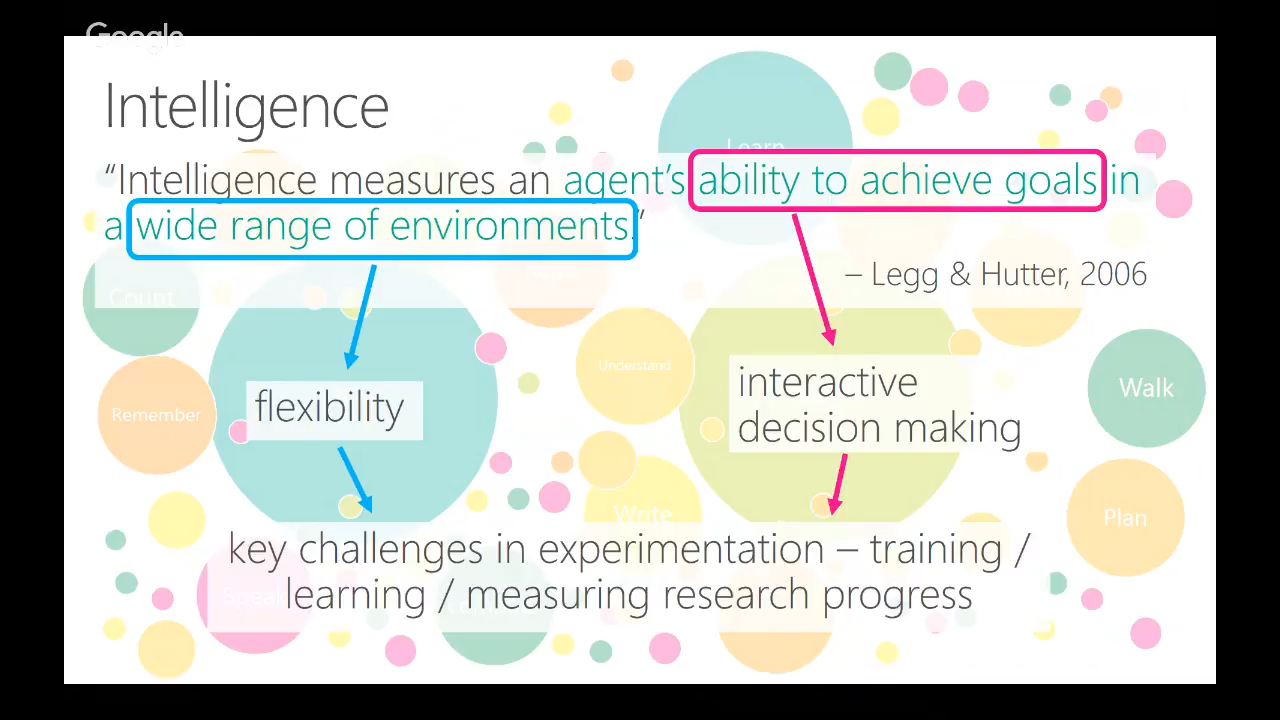 Google
Intelligence
Learn
“Intelligence measures an agent’s ability to achieve goals in
a wide range of environments.”
– Legg & Hutter, 2006
Count
Understand
flexibility
interactive
decision making
Walk
Remember
Write
Plan
key challenges in experimentation – training /
learning / measuring research progress
Speak